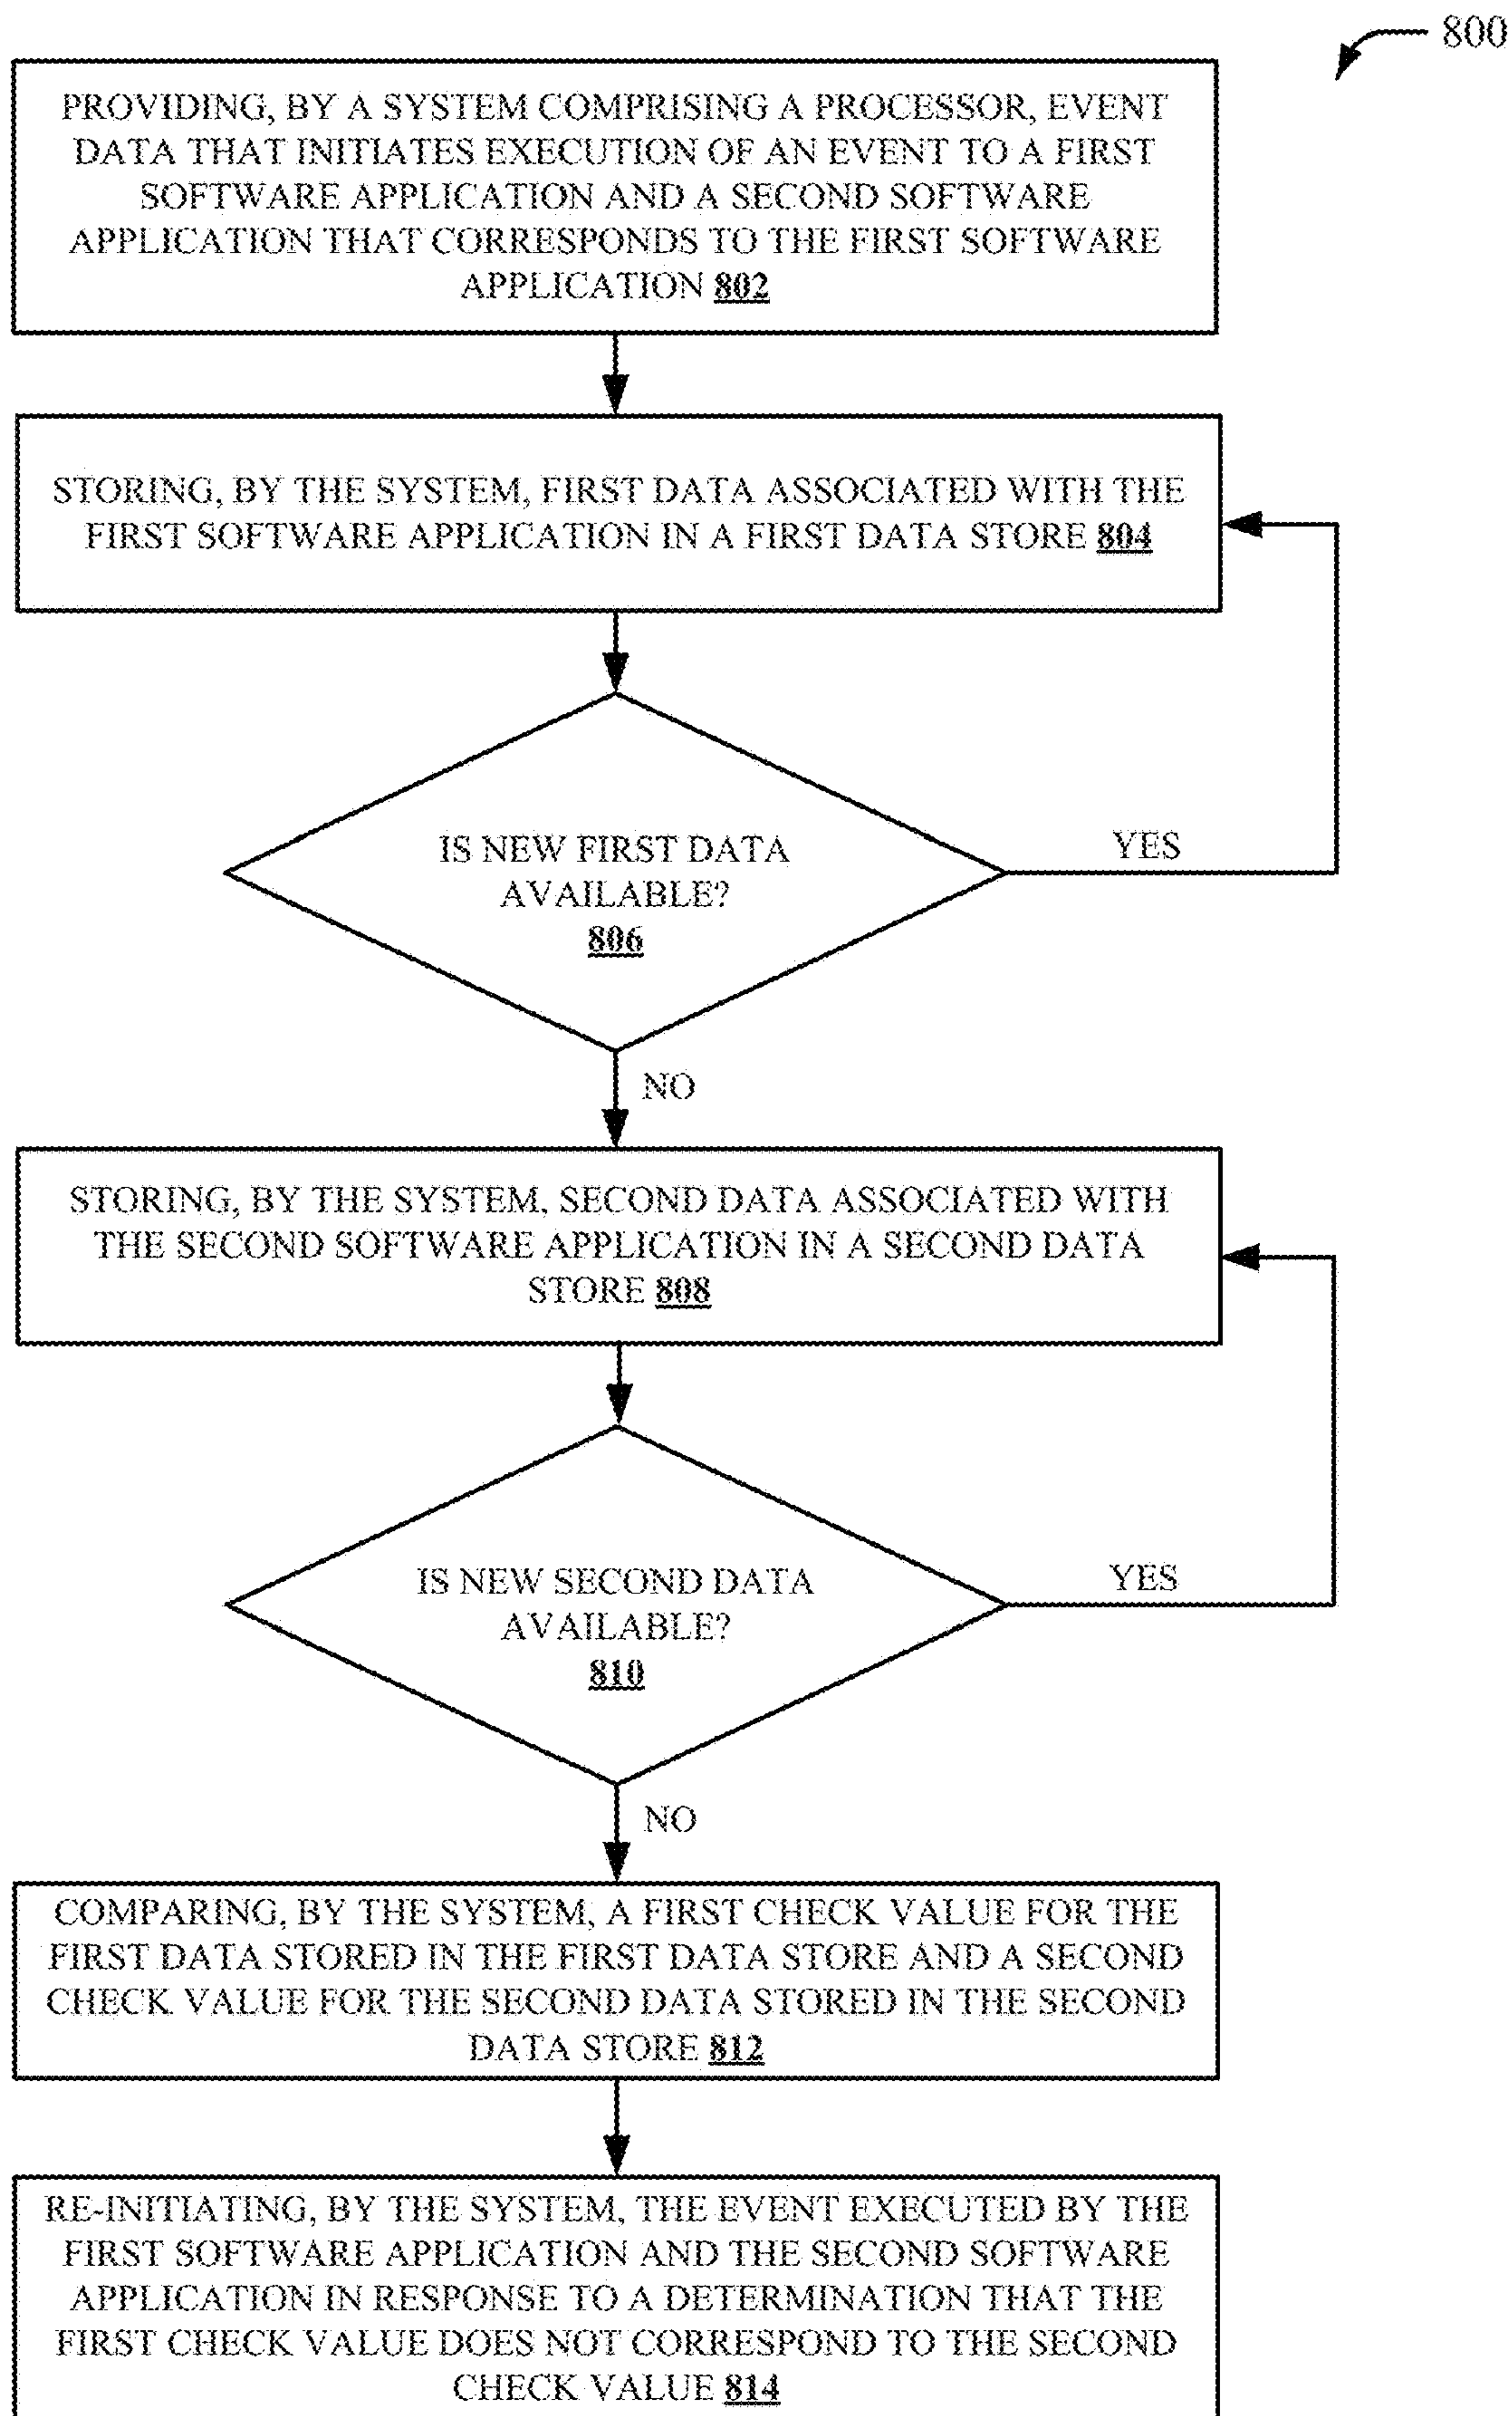 800
PROVIDING, BY A SYSTEM COMPRISING A PROCESSOR, EVENT
DATA THAT INITIATES EXECUTION OF AN EVENT TO A FIRST
SOFTWARE APPLICATION AND A SECOND SOFTWARE
APPLICATION THAT CORRESPONDS TO THE FIRST SOFTWARE
APPLICATION 802
STORING, BY THE SYSTEM, FIRST DATA ASSOCIATED WITH THE
FIRST SOFTWARE APPLICATION IN A FIRST DATA STORE 804
IS NEW FIRST DATA
AVAILABLE?
806
YES
NO
STORING, BY THE SYSTEM, SECOND DATA ASSOCIATED WITH
THE SECOND SOFTWARE APPLICATION IN A SECOND DATA
STORE 808
IS NEW SECOND DATA
AVAILABLE?
810
YES
NO
COMPARING, BY THE SYSTEM, A FIRST CHECK VALUE FOR THE
FIRST DATA STORED IN THE FIRST DATA STORE AND A SECOND
CHECK VALUE FOR THE SECOND DATA STORED IN THE SECOND
DATA STORE 812
RE-INITIATING, BY THE SYSTEM, THE EVENT EXECUTED BY THE
FIRST SOFTWARE APPLICATION AND THE SECOND SOFTWARE
APPLICATION IN RESPONSE TO A DETERMINATION THAT THE
FIRST CHECK VALUE DOES NOT CORRESPOND TO THE SECOND
CHECK VALUE 814